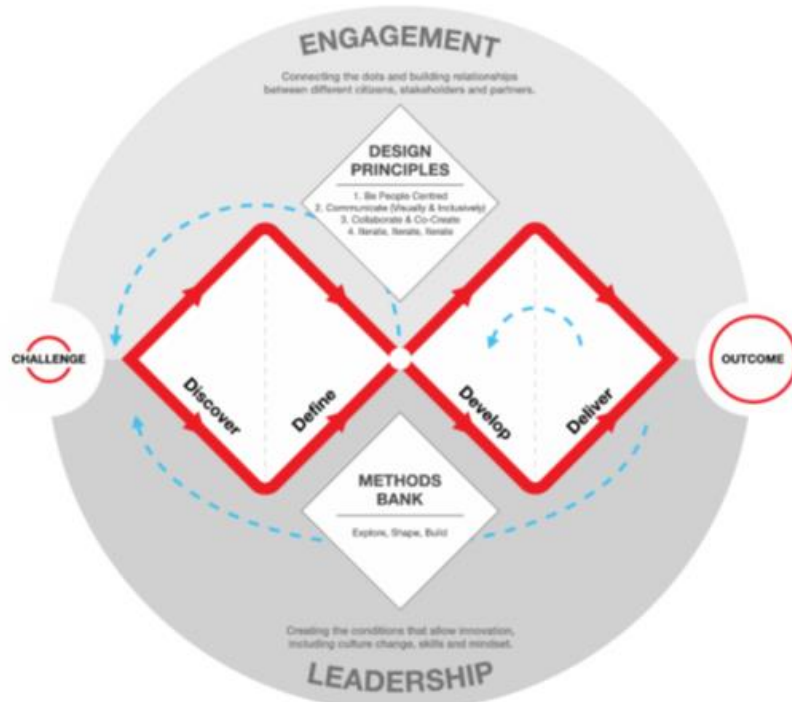 ENGAGEMENT
Connecting the dots and building relationships
between different citizens, stakeholders and partners.
DESIGN
PRINCIPLES
1. Be People Centred
2. Communicate (Visually & Inclusively)
3. Collaborate & Co-Create
4. Iterate, Iterate, Iterate
CHALLENGE
OUTCOME
Discover
Define
Develop
Deliver
METHODS
BANK
Explore, Shape, Build
Creating the conditions that allow innovation,
including culture change, skills and mindset.
LEADERSHIP